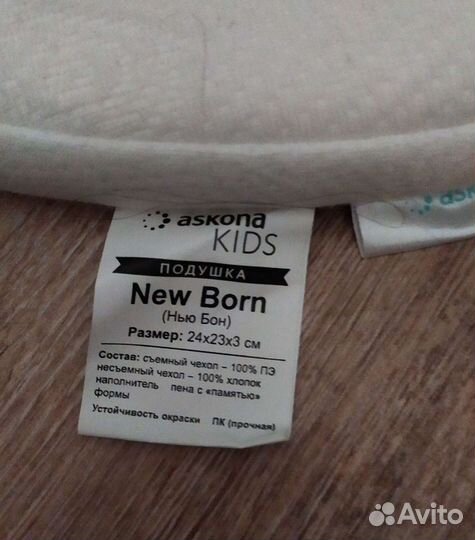 askona
KIDS
ПОДУШКА
New Born
(Нью Бон)
Размер: 24х23х3 см
Состав: съемный чехол – 100% ПЭ
несъемный чехол – 100% хлопок
наполнитель пена с «памятью»
формы
Устойчивость окраски ПК (прочная)
Avito